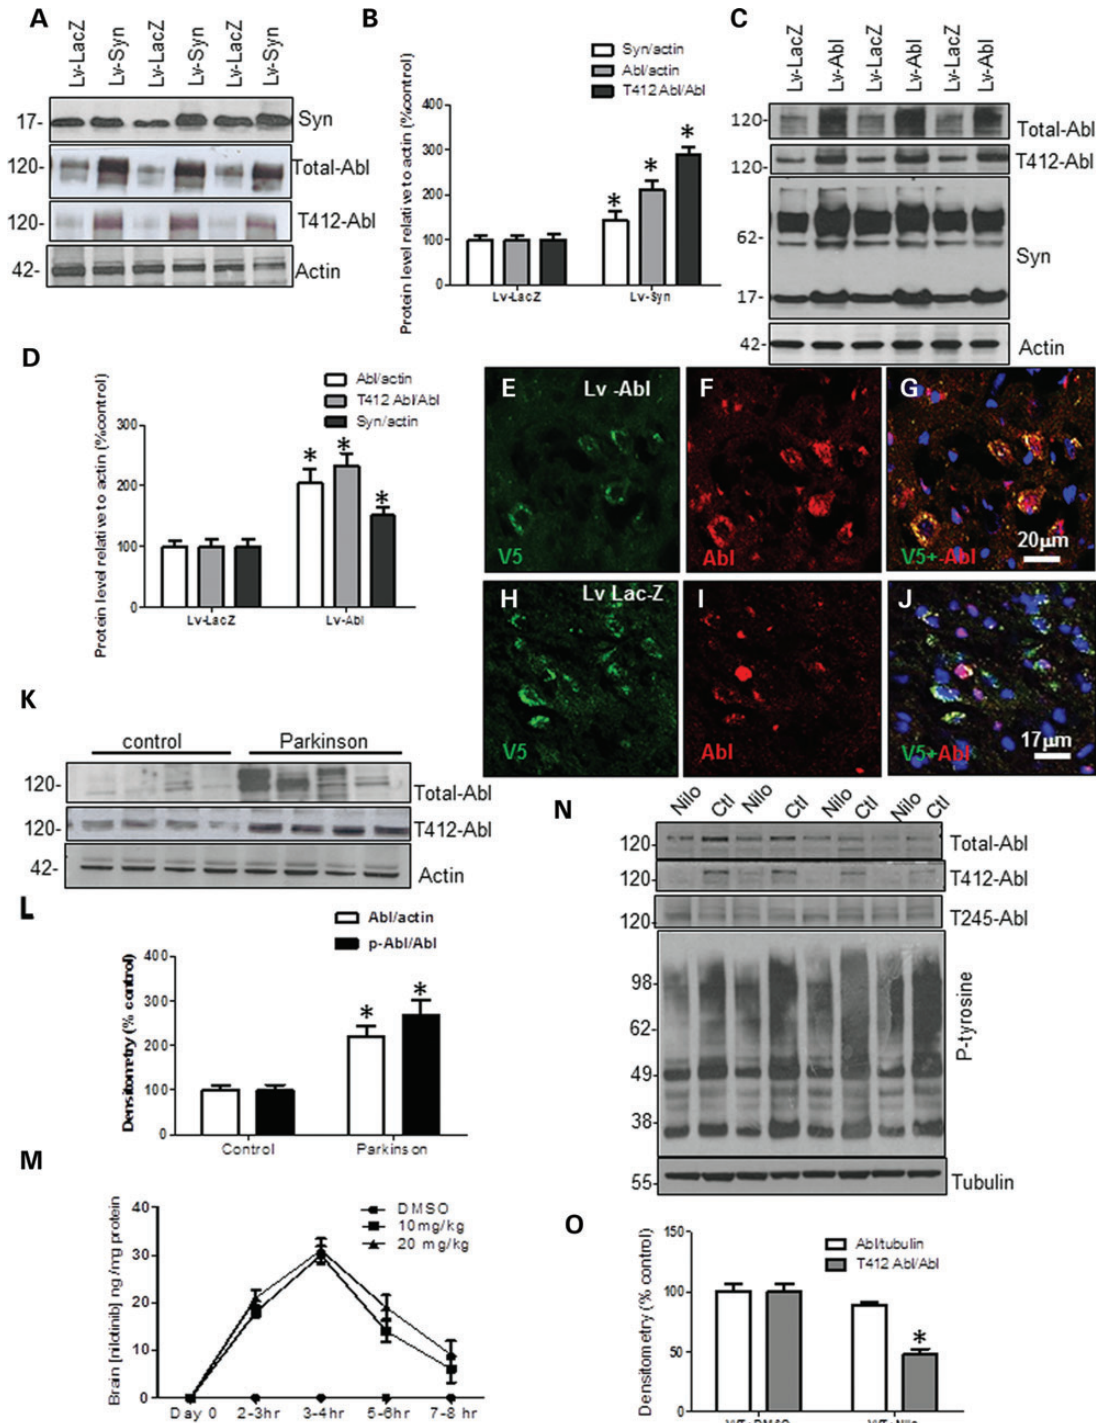 A
Lv-LacZ Lv-Syn Lv-LacZ Lv-Syn Lv-LacZ Lv-Syn
17- Syn
120- Total-Abl
120- T412-Abl
42- Actin
B
Syn/actin
Abl/actin
T412 Abl/Abl
Protein level relative to actin (%control)
400
300
200
100
0
* * *
Lv-LacZ Lv-Syn
C
Lv-LacZ Lv-Abl Lv-LacZ Lv-Abl Lv-LacZ Lv-Abl
120- Total-Abl
120- T412-Abl
62-
Syn
17-
42- Actin
D
Abl/actin
T412 Abl/Abl
Syn/actin
Protein level relative to actin (%control)
300
200
100
0
* * *
Lv-LacZ Lv-Abl
E Lv -Abl
V5
F
Abl
G
V5+-Abl
20μm
H Lv Lac-Z
V5
I
Abl
J
V5+Abl
17μm
K
control Parkinson
120- Total-Abl
120- T412-Abl
42- Actin
L
Abl/actin
p-Abl/Abl
Densitometry (% control)
400
300
200
100
0
* *
Control Parkinson
M
DMSO
10mg/kg
20 mg/kg
Brain [nilotinib] ng /mg protein
40
30
20
10
0
Day 0 2-3hr 3-4hr 5-6hr 7-8 hr
N
Nilo Ctl Nilo Ctl Nilo Ctl Nilo Ctl
120- Total-Abl
120- T412-Abl
120- T245-Abl
98-
62-
49-
38-
P-tyrosine
55- Tubulin
O
Abl/tubulin
T412 Abl/Abl
Densitometry (% control)
150
100
50
0
*